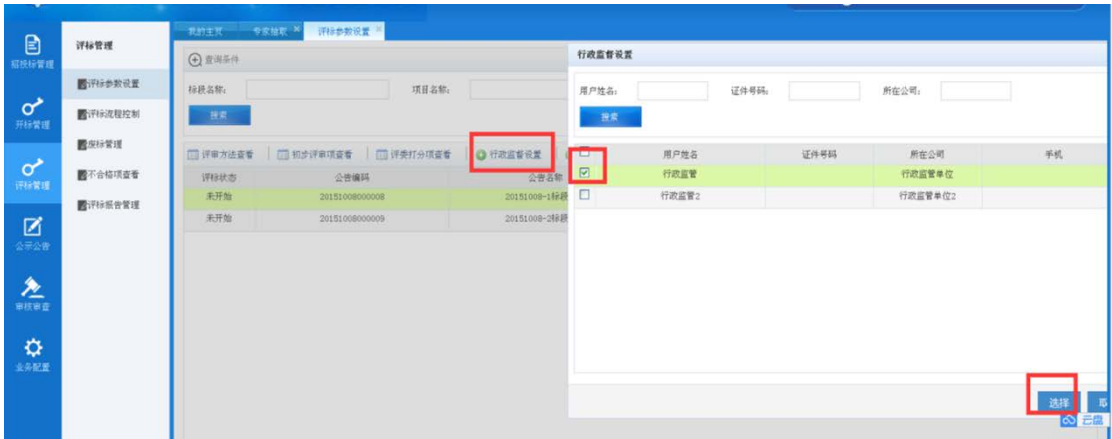 我的主页 专家抽取 × 评标参数设置 ×
招投标管理
开标管理
评标管理
公示公告
审核审查
业务配置
评标管理
评标参数设置
评标流程控制
废标管理
不合格项查看
评标报告管理
查询条件
标段名称: 项目名称:
搜索
评审方法查看 初步评审项查看 评委打分项查看 行政监督设置
评标状态 公告编码 公告名称
未开始 20151008000008 20151008-1标段
未开始 20151008000009 20151008-2标段
行政监督设置
用户姓名: 证件号码: 所在公司:
搜索
用户姓名 证件号码 所在公司 手机
行政监管 行政监管单位
行政监管2 行政监管单位2
选择
云盘